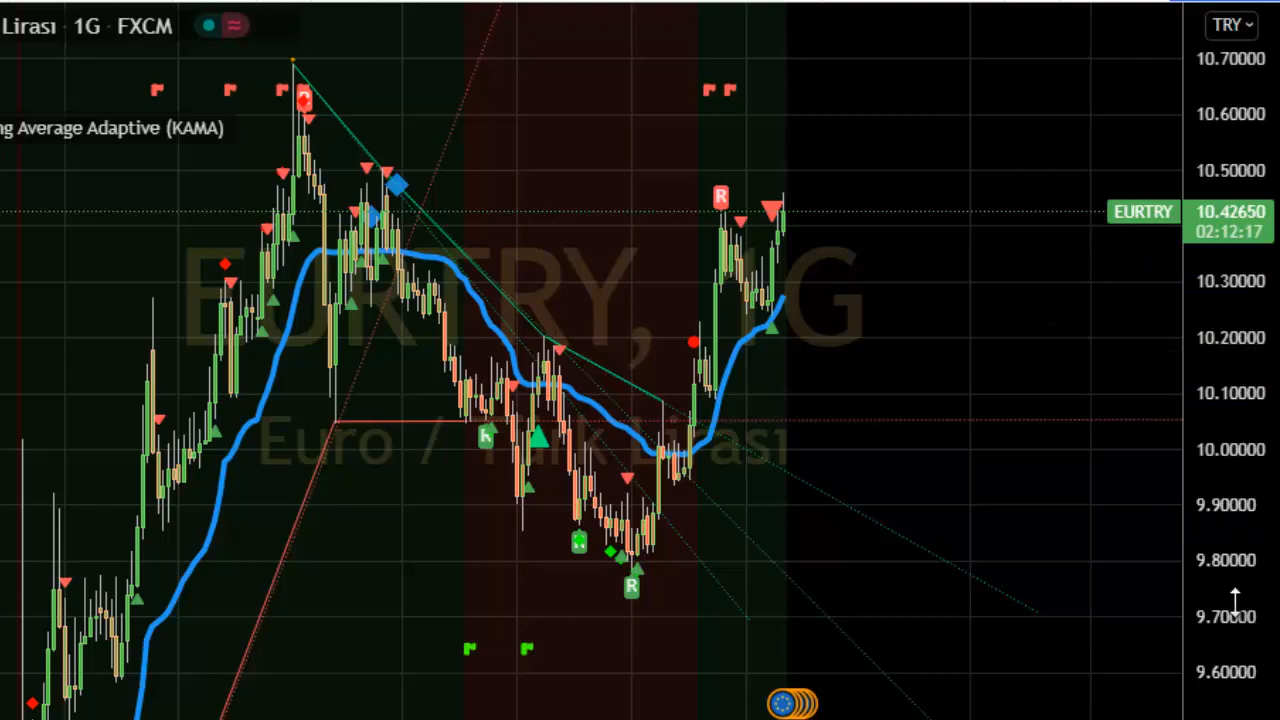 Lirası · 1G · FXCM
TRY
ng Average Adaptive (KAMA)
10.70000
10.60000
10.50000
EURTRY 10.42650
02:12:17
10.30000
10.20000
10.10000
10.00000
9.90000
9.80000
9.70000
9.60000
EURTRY, 1G
Euro / Türk Lirası
R
R